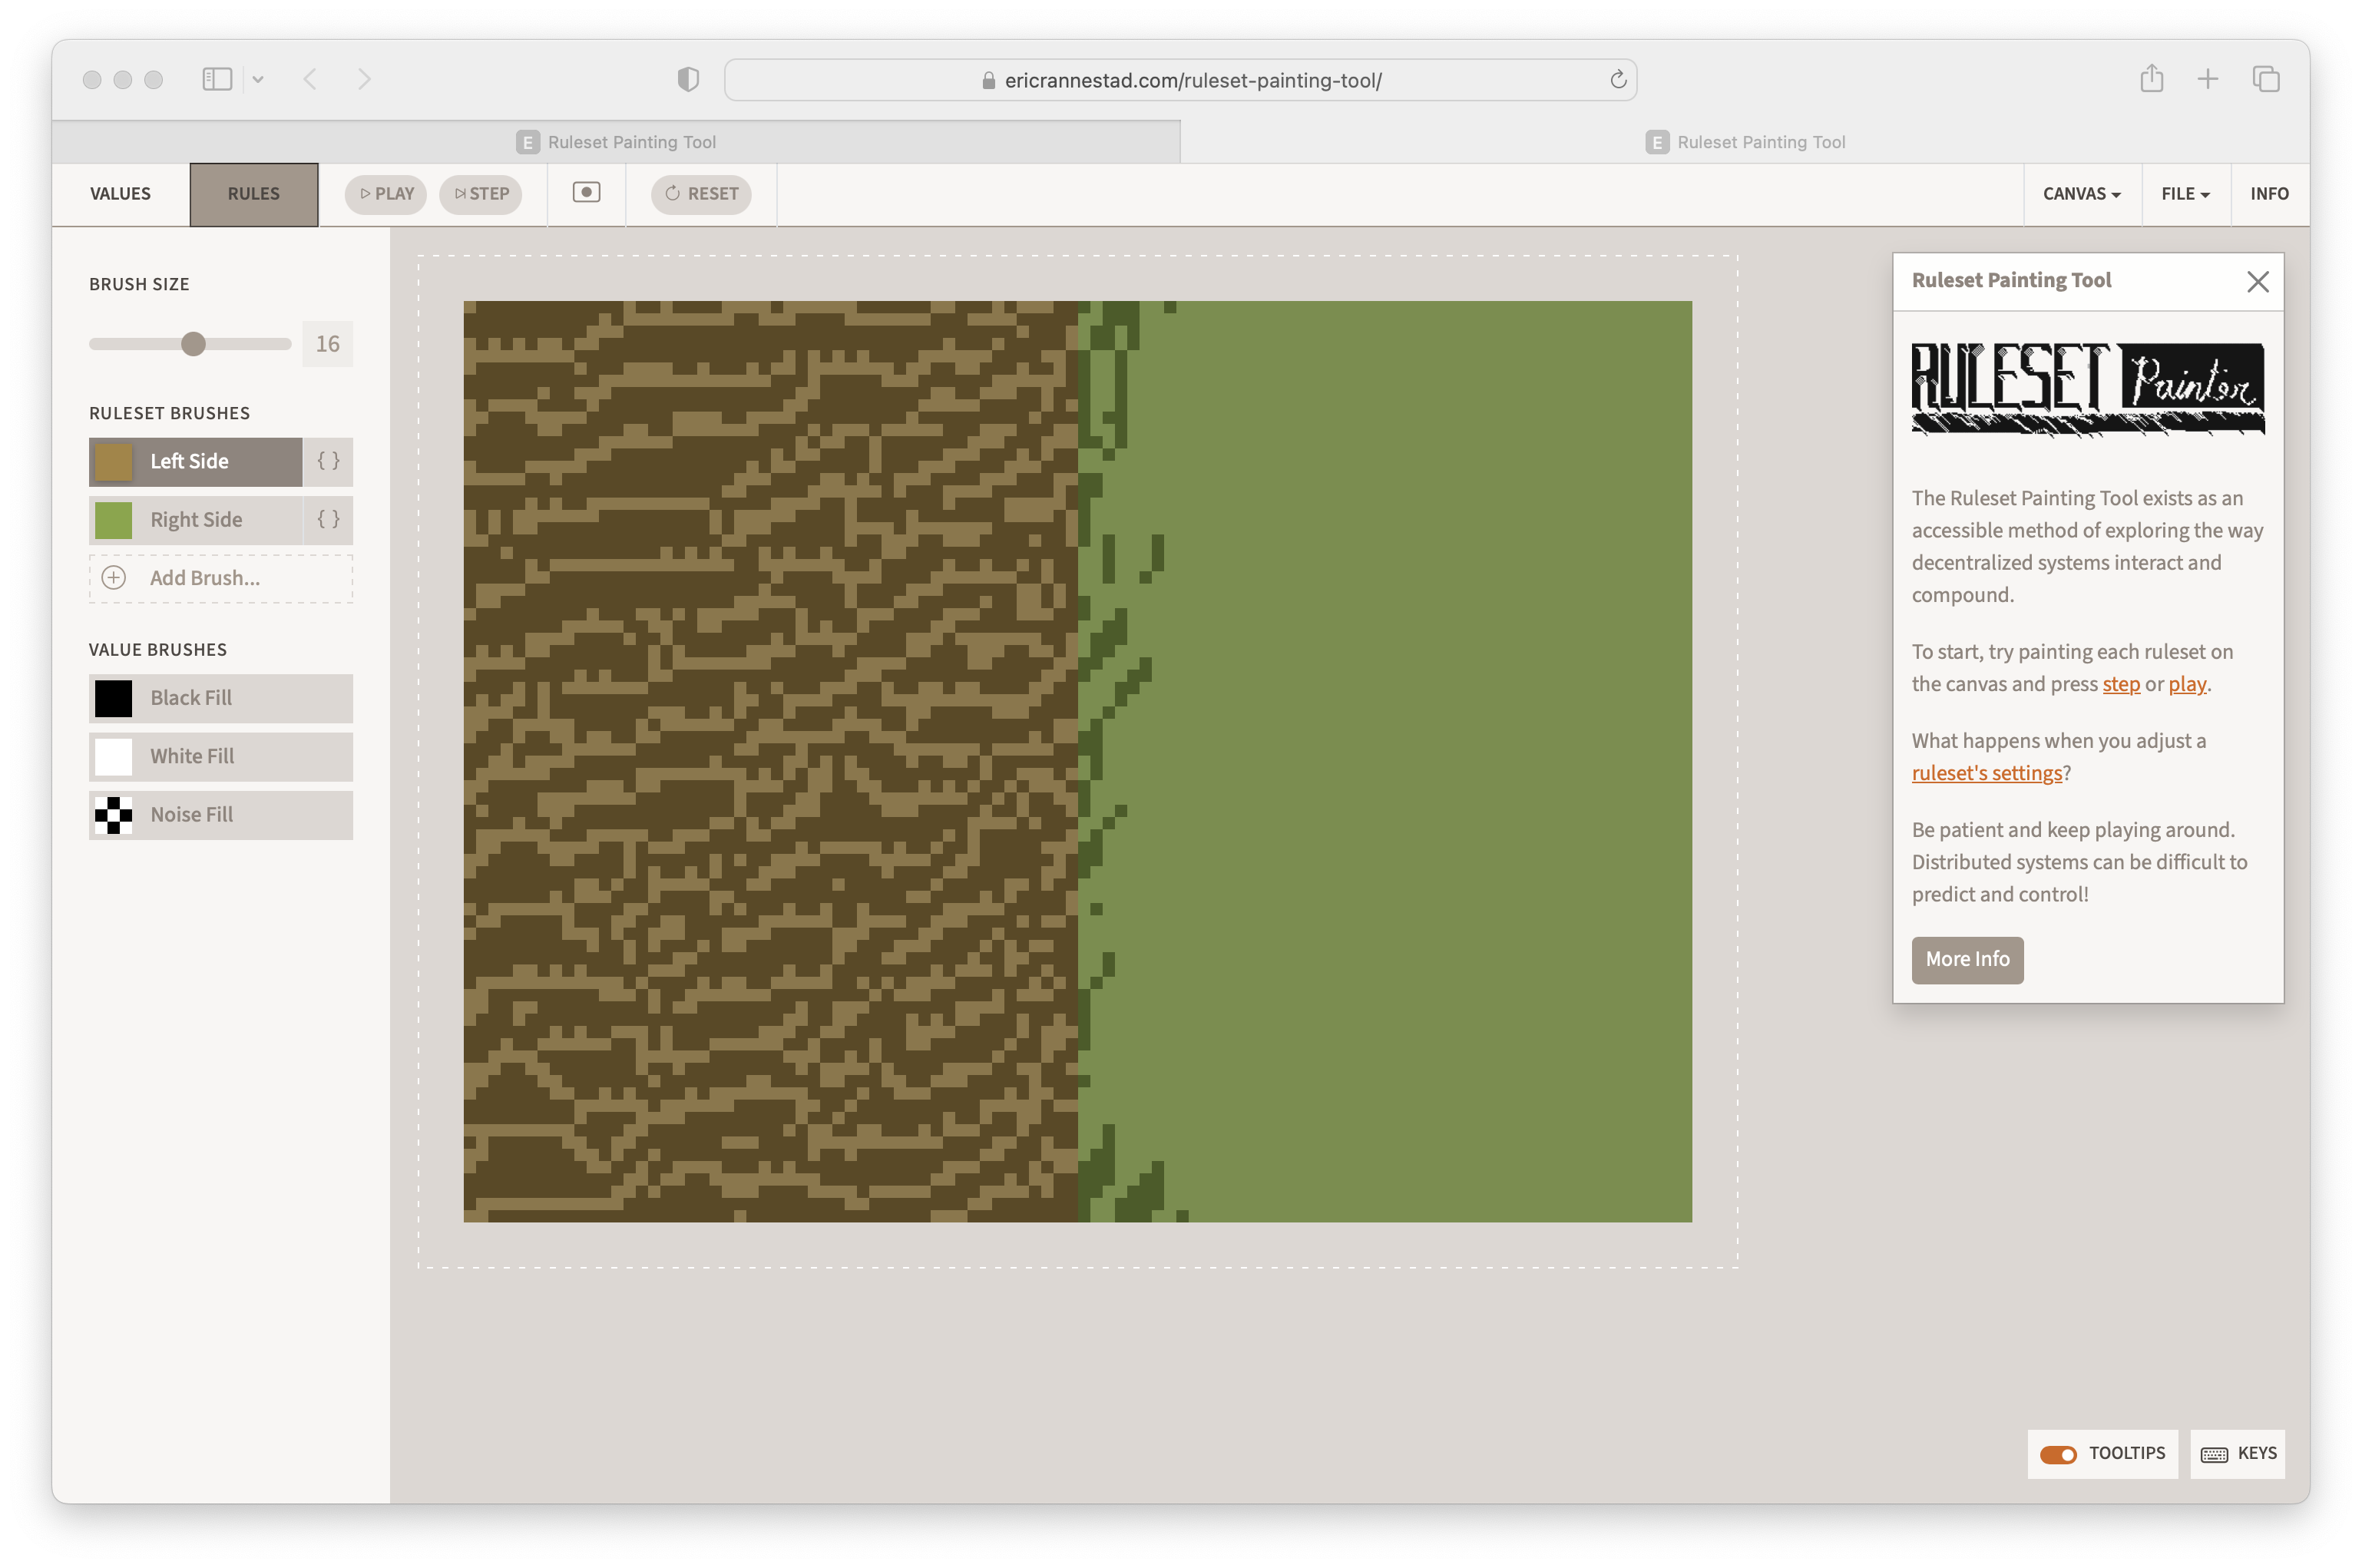 ericrannestad.com/ruleset-painting-tool/
E Ruleset Painting Tool
E Ruleset Painting Tool
VALUES
RULES
PLAY
STEP
RESET
CANVAS
FILE
INFO
BRUSH SIZE
16
RULESET BRUSHES
Left Side { }
Right Side { }
Add Brush...
VALUE BRUSHES
Black Fill
White Fill
Noise Fill
Ruleset Painting Tool
RULESET Painter
The Ruleset Painting Tool exists as an
accessible method of exploring the way
decentralized systems interact and
compound.
To start, try painting each ruleset on
the canvas and press step or play.
What happens when you adjust a
ruleset's settings?
Be patient and keep playing around.
Distributed systems can be difficult to
predict and control!
More Info
TOOLTIPS
KEYS